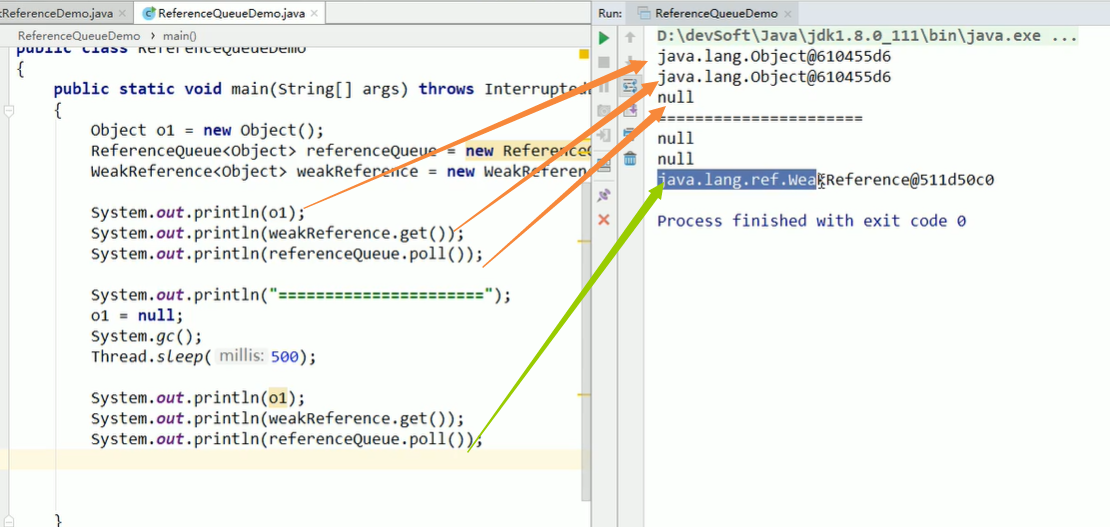 kReferenceDemo.java × ReferenceQueueDemo.java ×
ReferenceQueueDemo › main()
public class ReferenceQueueDemo
{
public static void main(String[] args) throws Interrupted
{
Object o1 = new Object();
ReferenceQueue<Object> referenceQueue = new Reference
WeakReference<Object> weakReference = new WeakReferen
System.out.println(o1);
System.out.println(weakReference.get());
System.out.println(referenceQueue.poll());
System.out.println("======================");
o1 = null;
System.gc();
Thread.sleep( millis: 500);
System.out.println(o1);
System.out.println(weakReference.get());
System.out.println(referenceQueue.poll());
}
Run: ReferenceQueueDemo ×
D:\devSoft\Java\jdk1.8.0_111\bin\java.exe ...
java.lang.Object@610455d6
java.lang.Object@610455d6
null
======================
null
null
java.lang.ref.WeakReference@511d50c0
Process finished with exit code 0